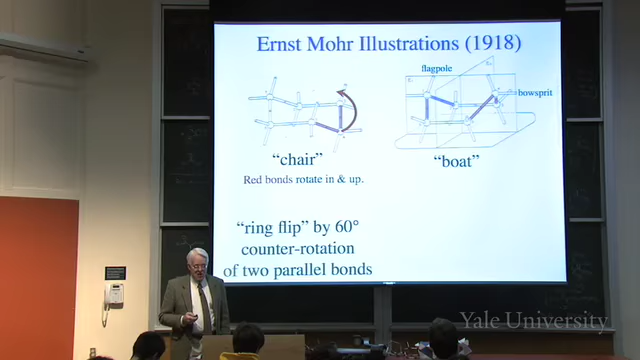 Ernst Mohr Illustrations (1918)
flagpole
bowsprit
“chair”
“boat”
Red bonds rotate in & up.
“ring flip” by 60°
counter-rotation
of two parallel bonds
Yale University